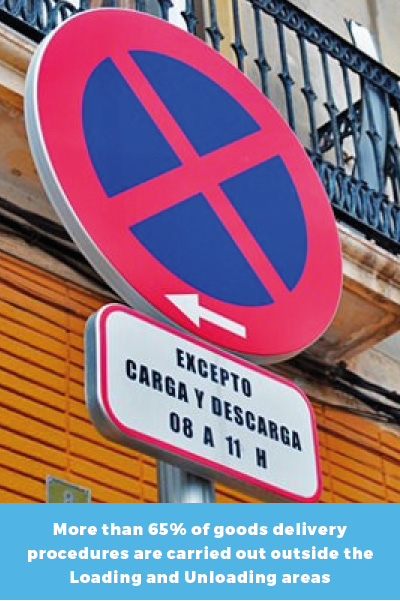 EXCEPTO
CARGA Y DESCARGA
08 A 11 H
8
More than 65% of goods delivery
procedures are carried out outside the
Loading and Unloading areas